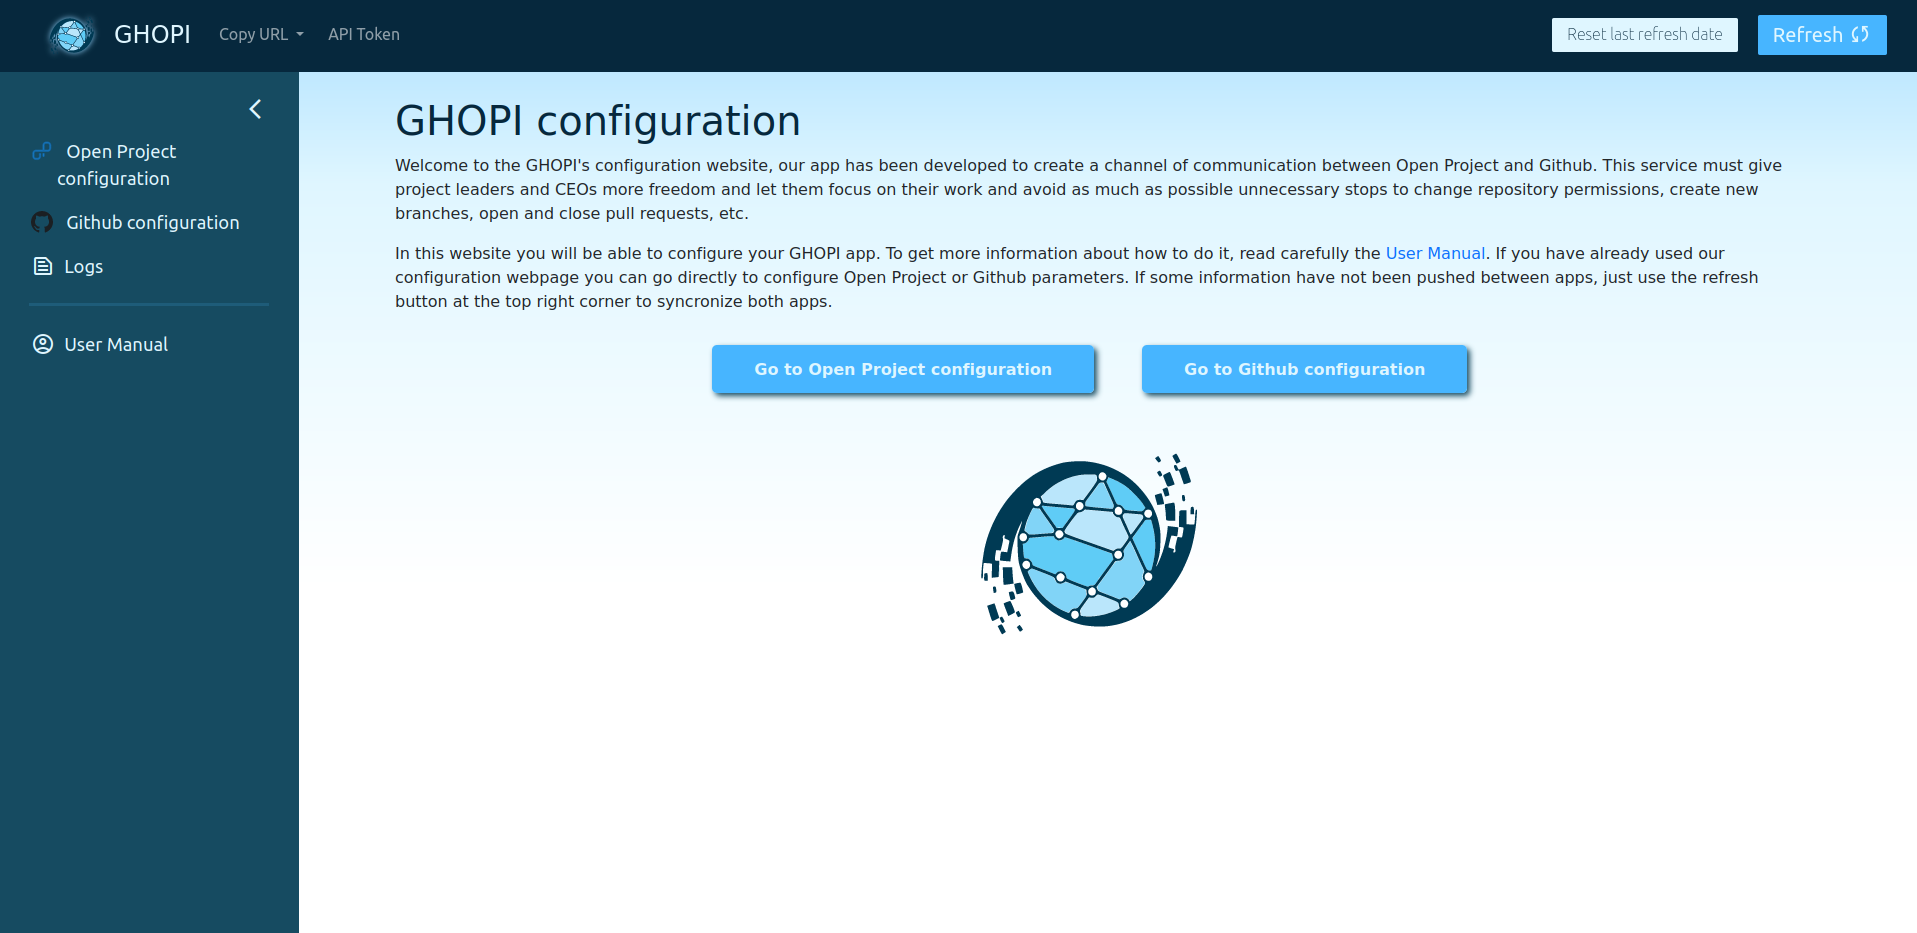 GHOPI
Copy URL
API Token
Reset last refresh date
Refresh
Open Project
configuration
Github configuration
Logs
User Manual
GHOPI configuration
Welcome to the GHOPI's configuration website, our app has been developed to create a channel of communication between Open Project and Github. This service must give
project leaders and CEOs more freedom and let them focus on their work and avoid as much as possible unnecessary stops to change repository permissions, create new
branches, open and close pull requests, etc.
In this website you will be able to configure your GHOPI app. To get more information about how to do it, read carefully the User Manual. If you have already used our
configuration webpage you can go directly to configure Open Project or Github parameters. If some information have not been pushed between apps, just use the refresh
button at the top right corner to syncronize both apps.
Go to Open Project configuration
Go to Github configuration